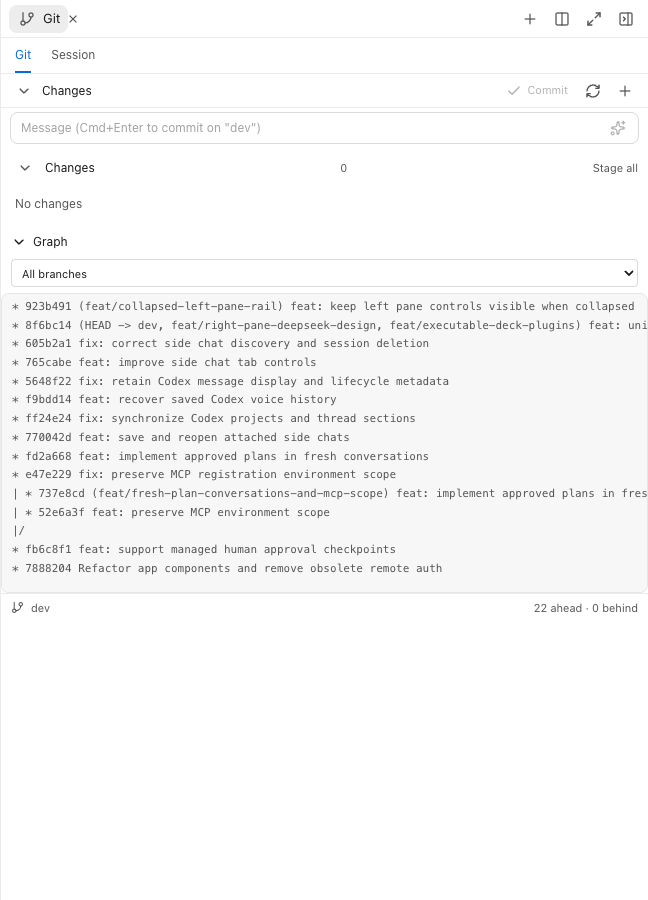 Git ×
Git Session
Changes Commit
Message (Cmd+Enter to commit on "dev")
Changes 0 Stage all
No changes
Graph
All branches
* 923b491 (feat/collapsed-left-pane-rail) feat: keep left pane controls visible when collapsed
* 8f6bc14 (HEAD -> dev, feat/right-pane-deepseek-design, feat/executable-deck-plugins) feat: uni
* 605b2a1 fix: correct side chat discovery and session deletion
* 765cabe feat: improve side chat tab controls
* 5648f22 fix: retain Codex message display and lifecycle metadata
* f9bdd14 feat: recover saved Codex voice history
* ff24e24 fix: synchronize Codex projects and thread sections
* 770042d feat: save and reopen attached side chats
* fd2a668 feat: implement approved plans in fresh conversations
* e47e229 fix: preserve MCP registration environment scope
| * 737e8cd (feat/fresh-plan-conversations-and-mcp-scope) feat: implement approved plans in fres
| * 52e6a3f feat: preserve MCP environment scope
|/
* fb6c8f1 feat: support managed human approval checkpoints
* 7888204 Refactor app components and remove obsolete remote auth
dev 22 ahead · 0 behind